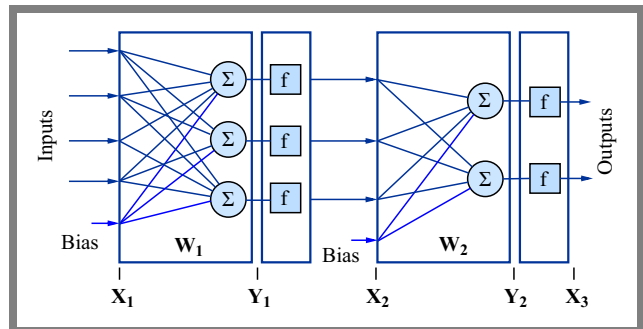 Inputs
Σ
f
Σ
f
Σ
f
Bias
W₁
Σ
f
Σ
f
Outputs
Bias
W₂
X₁
Y₁
X₂
Y₂
X₃